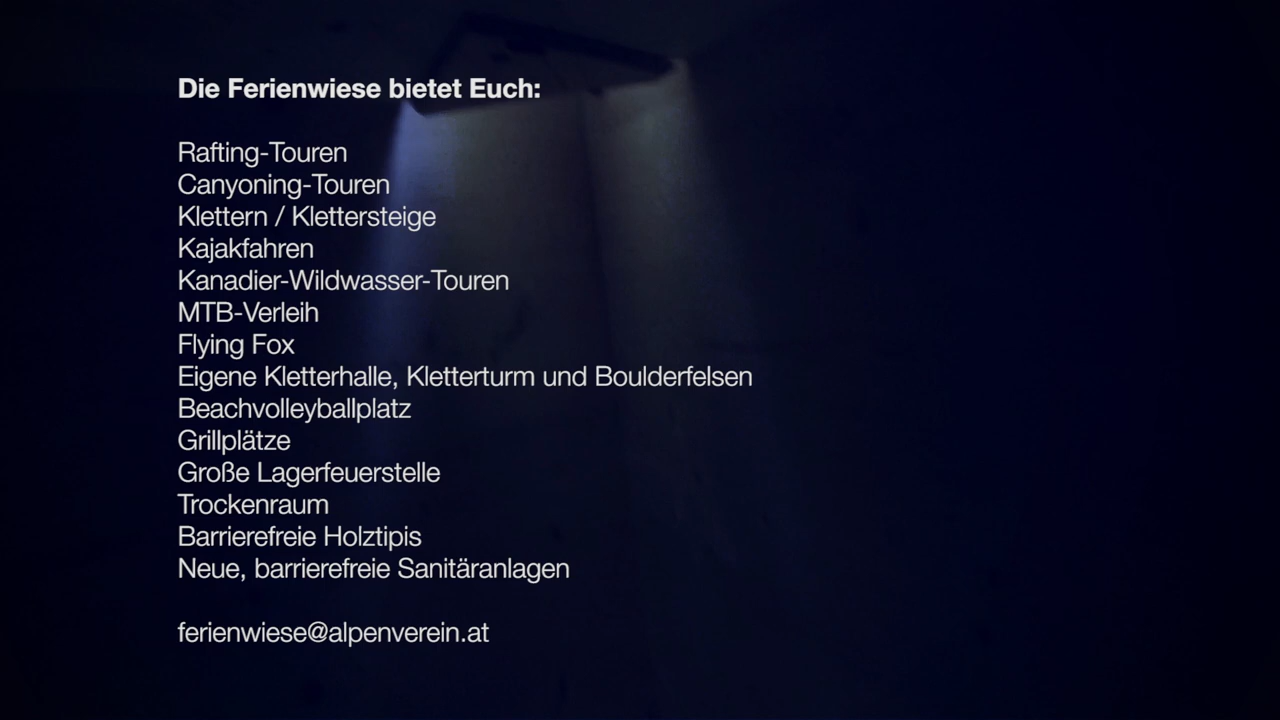 Die Ferienwiese bietet Euch:
Rafting-Touren
Canyoning-Touren
Klettern / Klettersteige
Kajakfahren
Kanadier-Wildwasser-Touren
MTB-Verleih
Flying Fox
Eigene Kletterhalle, Kletterturm und Boulderfelsen
Beachvolleyballplatz
Grillplätze
Große Lagerfeuerstelle
Trockenraum
Barrierefreie Holztipis
Neue, barrierefreie Sanitäranlagen
ferienwiese@alpenverein.at